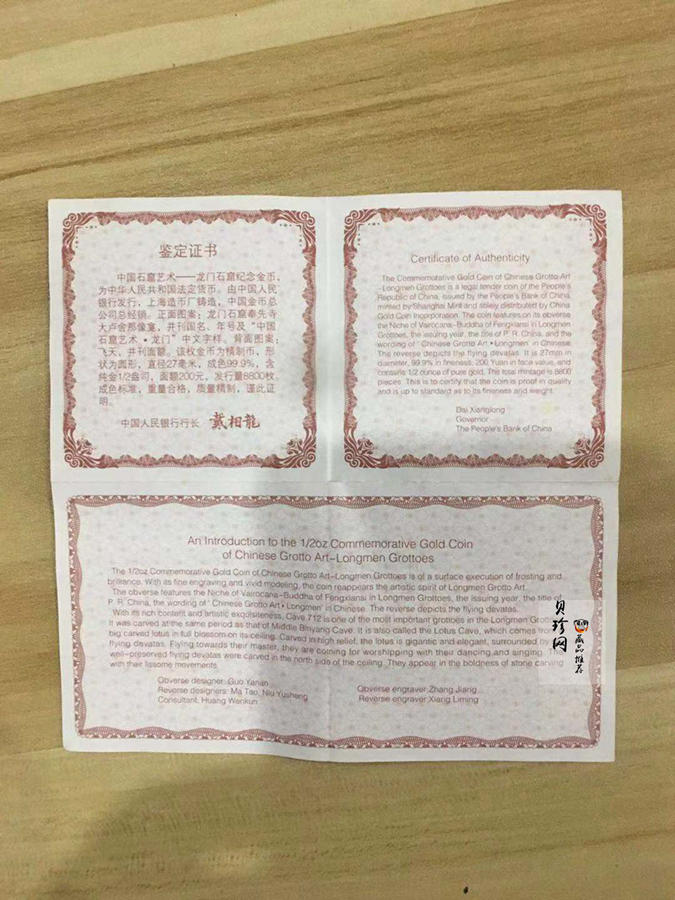 鉴定证书
中国石窟艺术——龙门石窟纪念金币,
为中华人民共和国法定货币。由中国人民
银行发行，上海造币厂铸造，中国金币总
公司总经销。正面图案：龙门石窟奉先寺
大卢舍那像龛，并刊国名、年号及“中国
石窟艺术·龙门”中文字样。背面图案：
飞天，并刊面额。该枚金币为精制币，形
状为圆形，直径27毫米，成色99.9%，含
纯金1/2盎司，面额200元，发行量8800枚。
成色标准，重量合格，质量精制，谨此证
明。
中国人民银行行长 戴相龍
Certificate of Authenticity
The Commemorative Gold Coin of Chinese Grotto Art
-Longmen Grottoes is a legal tender coin of the People's
Republic of China, issued by the People's Bank of China,
minted by Shanghai Mint and solely distributed by China
Gold Coin Incorporation. The coin features on its obverse
the Niche of Vairocana-Buddha of Fengxiansi in Longmen
Grottoes, the issuing year, the title of P. R. China, and the
wording of "Chinese Grotto Art • Longmen" in Chinese.
The reverse depicts the flying devatas. It is 27mm in
diameter, 99.9% in fineness, 200 Yuan in face value, and
contains 1/2 ounce of pure gold. The total mintage is 8800
pieces. This is to certify that the coin is proof in quality
and is up to standard as to its fineness and weight.
Dai Xianglong
Governor
The People's Bank of China
An Introduction to the 1/2oz Commemorative Gold Coin
of Chinese Grotto Art-Longmen Grottoes
The 1/2oz Commemorative Gold Coin of Chinese Grotto Art-Longmen Grottoes is of a surface execution of frosting and
brilliance. With as fine engraving and vivid modeling, the coin reappears the artistic spirit of Longmen Grotto Art.
The obverse features the Niche of Vairocana-Buddha of Fengxiansi in Longmen Grottoes, the issuing year, the title of
P. R. China, the wording of "Chinese Grotto Art • Longmen" in Chinese. The reverse depicts the flying devatas.
With its rich content and artistic exquisiteness, Cave 712 is one of the most important grottoes in the Longmen
It was carved at the same period as that of Middle Binyang Cave. It is also called the Lotus Cave, which comes
big carved lotus in full blossom on its ceiling. Carved in high relief, the lotus is gigantic and elegant, surrounded
flying devatas. Flying towards their master, they are coming for worshipping with their dancing and singing.
well-preserved flying devatas were carved in the north side of the ceiling. They appear in the boldness of stone carving
with their lissome movements.
Obverse designer: Guo Yanan
Reverse designers: Ma Tao, Niu Yusheng
Consultant: Huang Wenkun
Obverse engraver: Zhang Jiang
Reverse engraver: Xiang Liming
贝珍网
藏品推荐